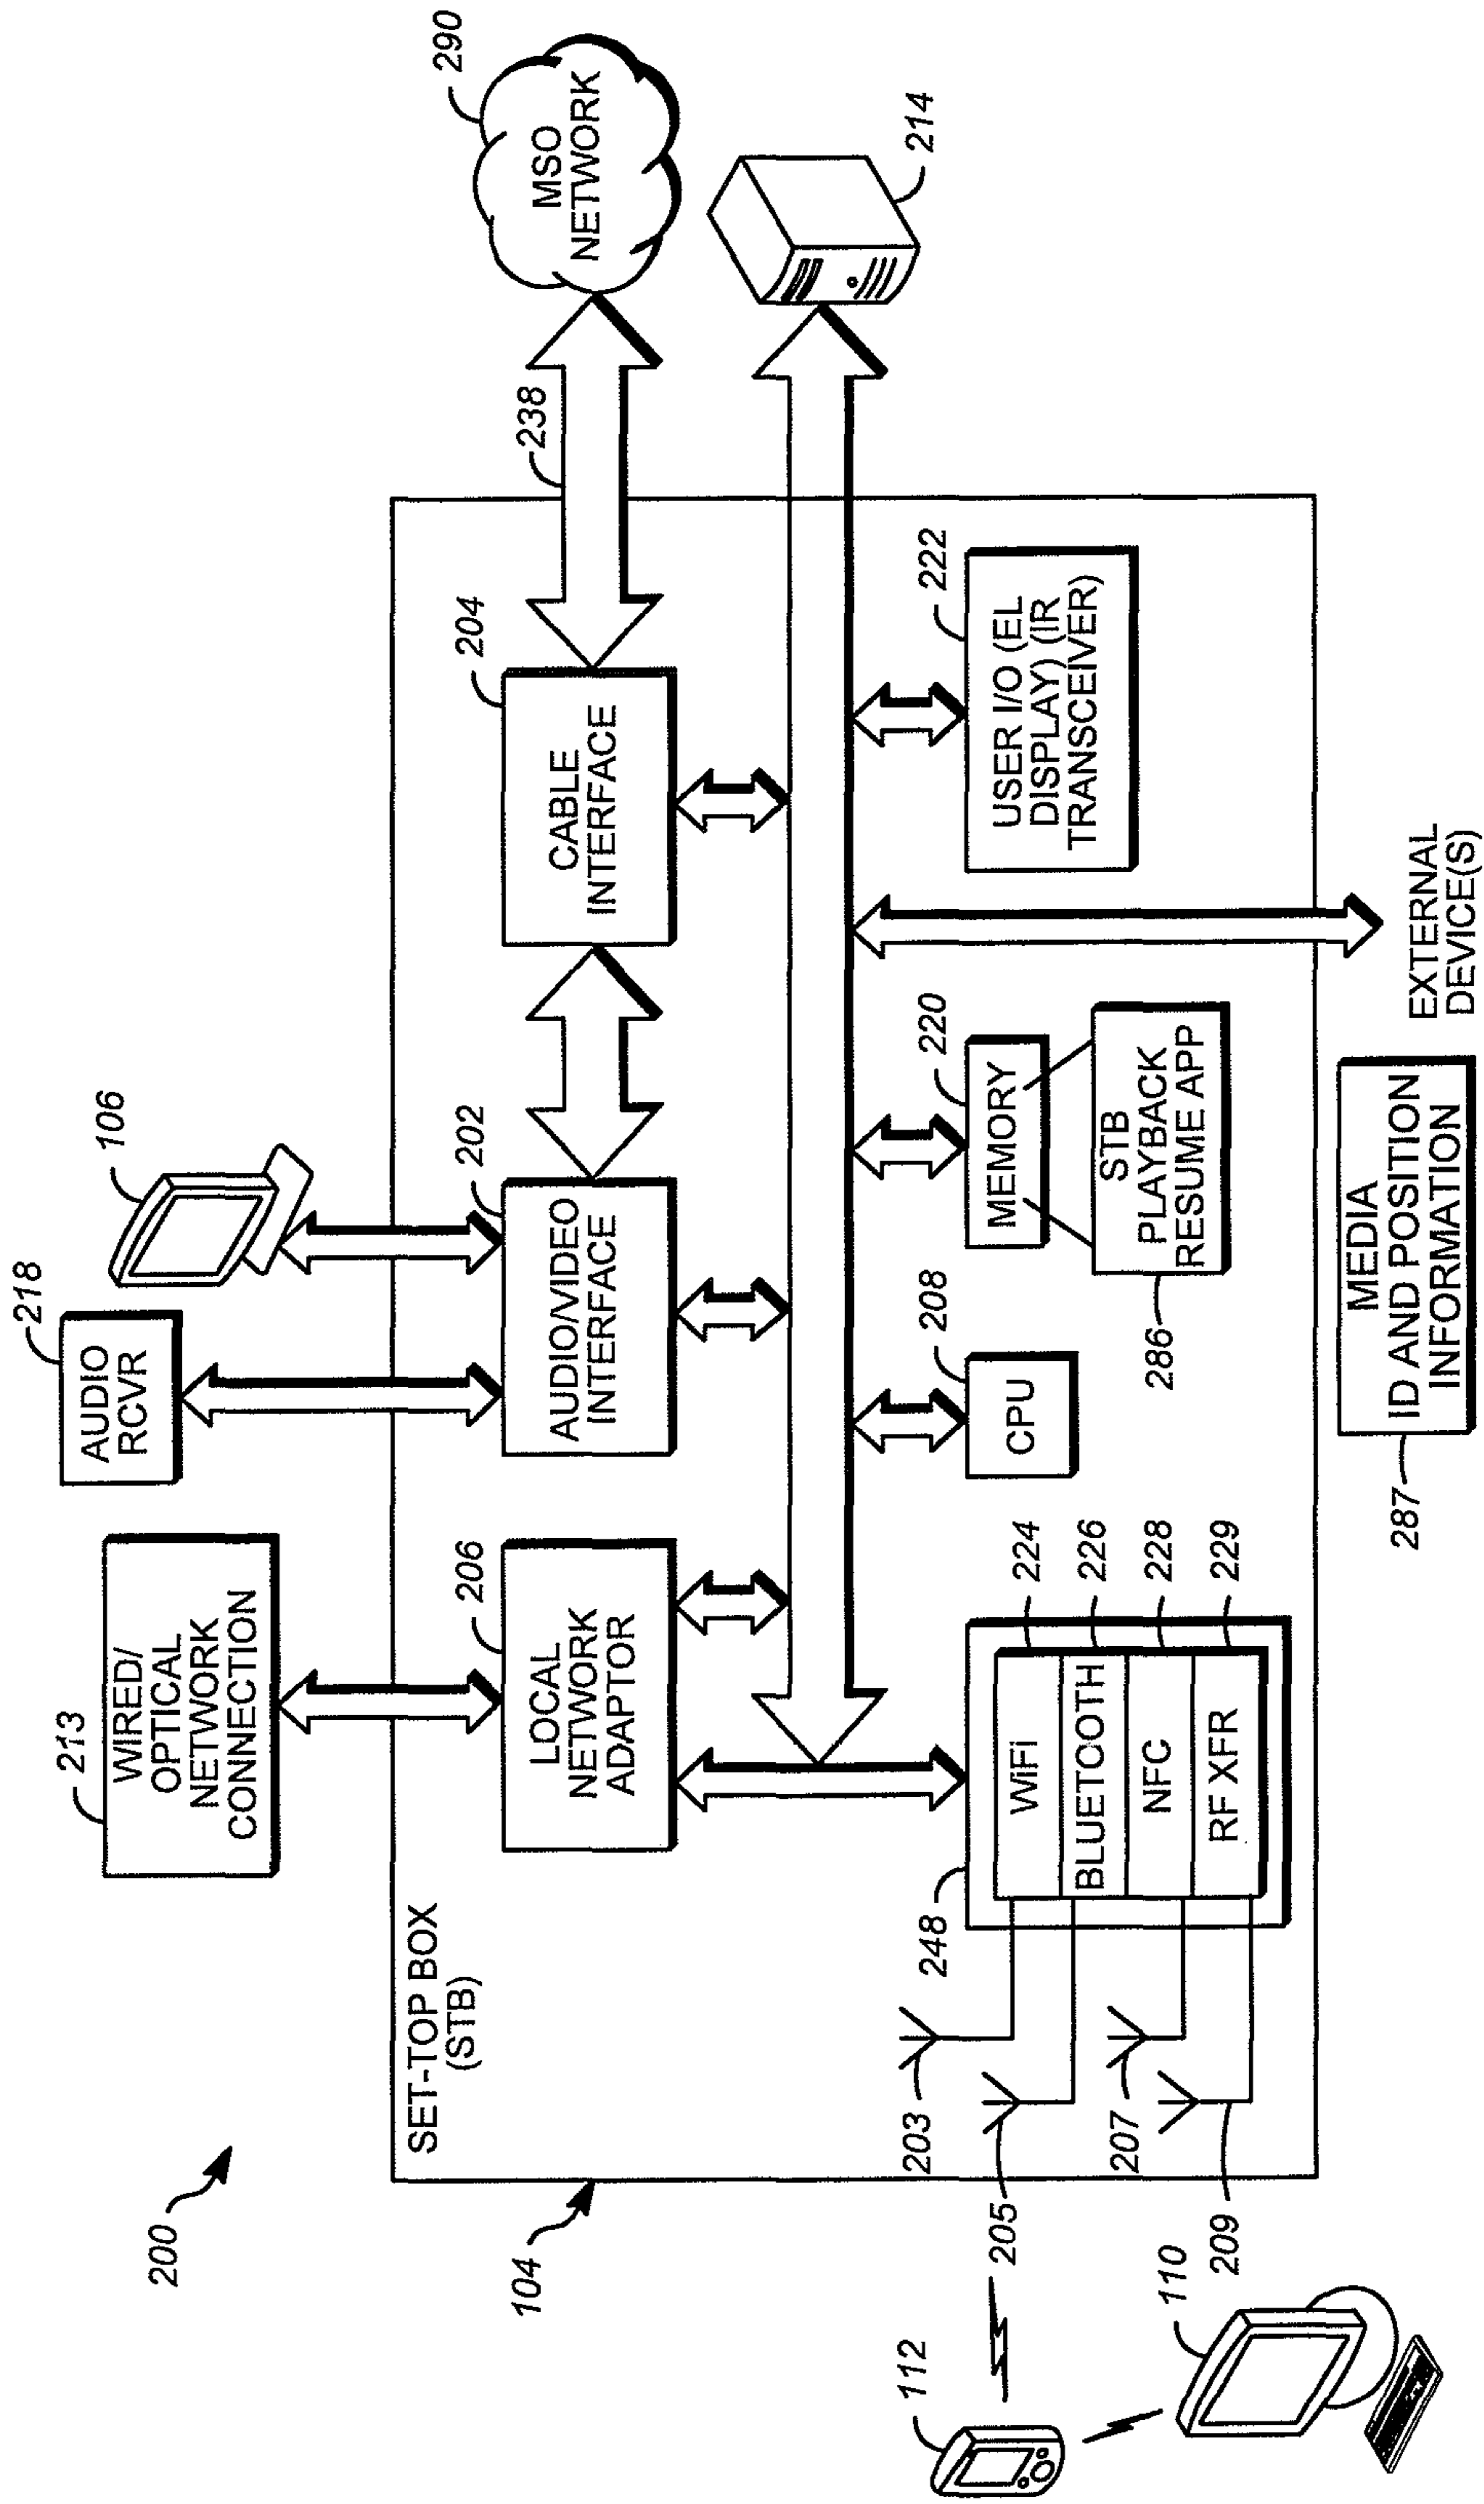 200
213
WIRED/
OPTICAL
NETWORK
CONNECTION
218
AUDIO
RCVR
106
290
MSO
NETWORK
104
SET-TOP BOX
(STB)
206
LOCAL
NETWORK
ADAPTOR
202
AUDIO/VIDEO
INTERFACE
204
CABLE
INTERFACE
238
214
112
110
203
205
207
209
248
WiFi
BLUETOOTH
NFC
RF XFR
224
226
228
229
208
CPU
220
MEMORY
286
STB
PLAYBACK
RESUME APP
222
USER I/O (EL
DISPLAY) (IR
TRANSCEIVER)
287
MEDIA
ID AND POSITION
INFORMATION
EXTERNAL
DEVICE(S)